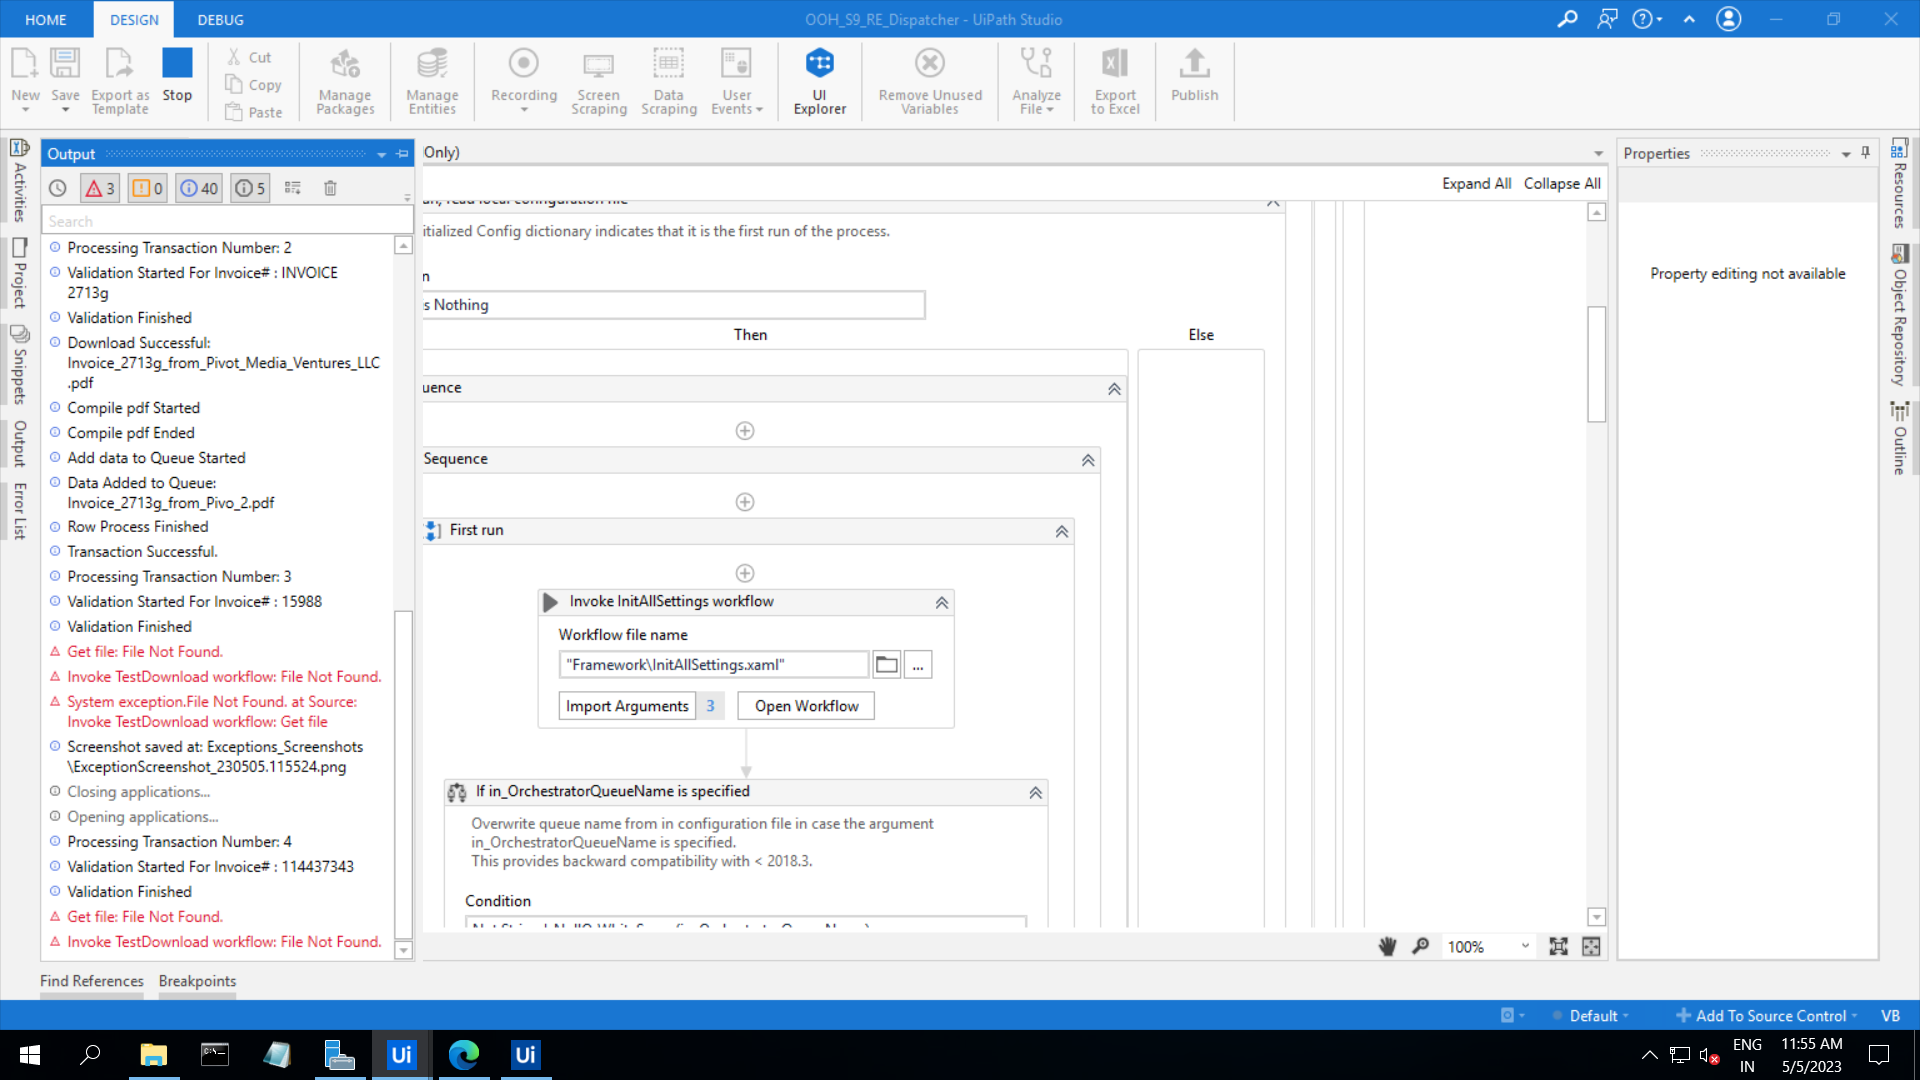 HOME
DESIGN
DEBUG
OOH_S9_RE_Dispatcher - UiPath Studio
New
Save
Export as
Template
Stop
Cut
Copy
Paste
Manage
Packages
Manage
Entities
Recording
Screen
Scraping
Data
Scraping
User
Events
UI
Explorer
Remove Unused
Variables
Analyze
File
Export
to Excel
Publish
Activities
Project
Snippets
Output
Error List
Output
3
0
40
5
Search
Processing Transaction Number: 2
Validation Started For Invoice# : INVOICE
2713g
Validation Finished
Download Successful:
Invoice_2713g_from_Pivot_Media_Ventures_LLC
.pdf
Compile pdf Started
Compile pdf Ended
Add data to Queue Started
Data Added to Queue:
Invoice_2713g_from_Pivo_2.pdf
Row Process Finished
Transaction Successful.
Processing Transaction Number: 3
Validation Started For Invoice# : 15988
Validation Finished
Get file: File Not Found.
Invoke TestDownload workflow: File Not Found.
System exception.File Not Found. at Source:
Invoke TestDownload workflow: Get file
Screenshot saved at: Exceptions_Screenshots
\ExceptionScreenshot_230505.115524.png
Closing applications...
Opening applications...
Processing Transaction Number: 4
Validation Started For Invoice# : 114437343
Validation Finished
Get file: File Not Found.
Invoke TestDownload workflow: File Not Found.
Find References
Breakpoints
Only)
Expand All
Collapse All
un, read local configuration file
itialized Config dictionary indicates that it is the first run of the process.
n
s Nothing
Then
Else
uence
Sequence
First run
Invoke InitAllSettings workflow
Workflow file name
"Framework\InitAllSettings.xaml"
...
Import Arguments
3
Open Workflow
If in_OrchestratorQueueName is specified
Overwrite queue name from in configuration file in case the argument
in_OrchestratorQueueName is specified.
This provides backward compatibility with < 2018.3.
Condition
100%
Properties
Property editing not available
Resources
Object Repository
Outline
Default
Add To Source Control
VB
Ui
Ui
ENG
IN
11:55 AM
5/5/2023